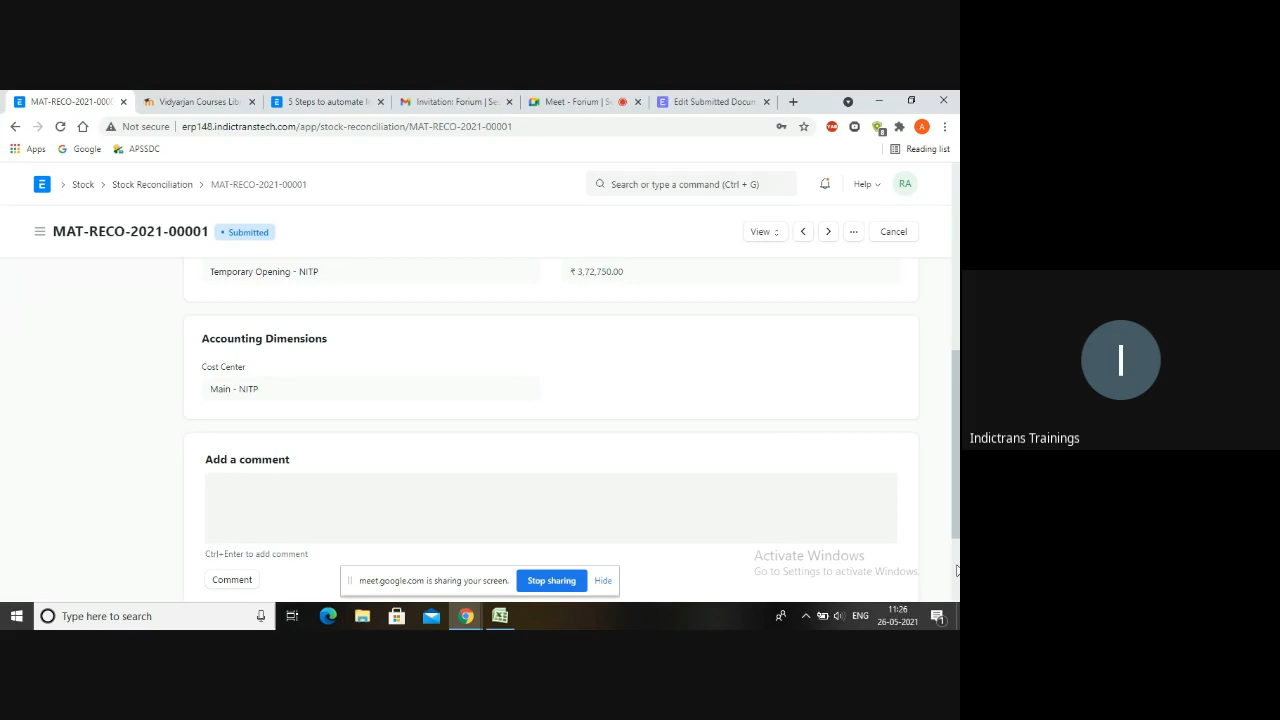 MAT-RECO-2021-000
Vidyarjan Courses Lib
5 Steps to automate
Invitation: Forium | Se
Meet - Forium | S
Edit Submitted Docum
Not secure
erp148.indictranstech.com/app/stock-reconciliation/MAT-RECO-2021-00001
Apps
Google
APSSDC
Reading list
Stock
Stock Reconciliation
MAT-RECO-2021-00001
Search or type a command (Ctrl + G)
Help
RA
MAT-RECO-2021-00001
Submitted
View
Cancel
Temporary Opening - NITP
₹ 3,72,750.00
Accounting Dimensions
Cost Center
Main - NITP
Add a comment
Ctrl+Enter to add comment
Comment
Activate Windows
Go to Settings to activate Windows.
meet.google.com is sharing your screen.
Stop sharing
Hide
Type here to search
ENG
11:26
26-05-2021
I
Indictrans Trainings